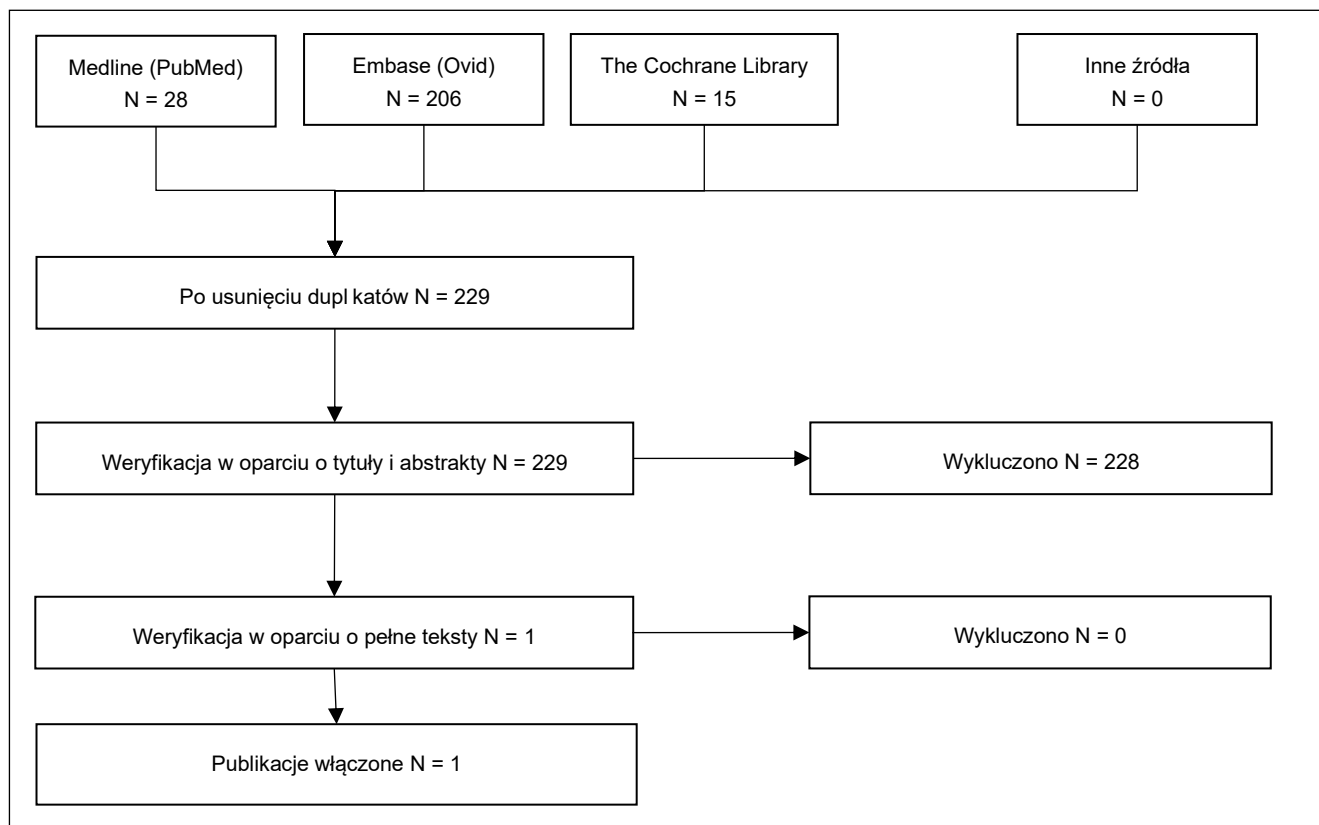 Medline (PubMed)
N = 28
Embase (Ovid)
N = 206
The Cochrane Library
N = 15
Inne źródła
N = 0
Po usunięciu dupl katów N = 229
Weryfikacja w oparciu o tytuły i abstrakty N = 229
Wykluczono N = 228
Weryfikacja w oparciu o pełne teksty N = 1
Wykluczono N = 0
Publikacje włączone N = 1